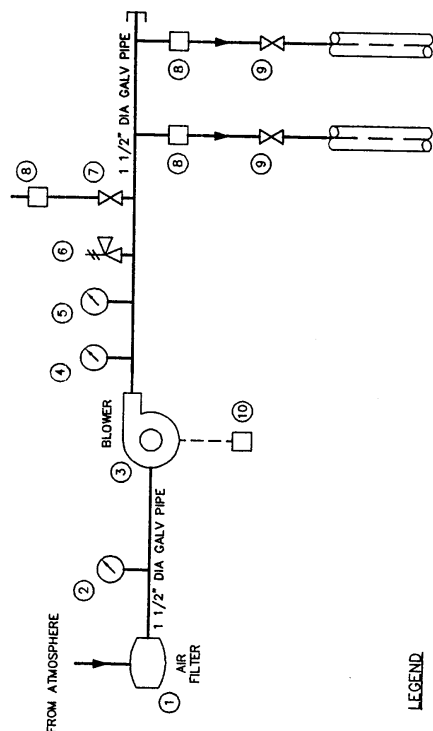 FROM ATMOSPHERE
1
AIR
FILTER
2
1 1/2" DIA GALV PIPE
3
BLOWER
10
4
5
6
7
8
1 1/2" DIA GALV PIPE
8
9
8
9
LEGEND